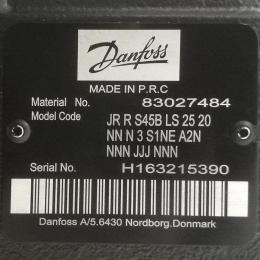 Danfoss
MADE IN P.R.C
Material No. 83027484
Model Code JR R S45B LS 25 20
NN N 3 S1NE A2N
NNN JJJ NNN
Serial No. H163215390
Danfoss A/5.6430 Nordborg.Donmark